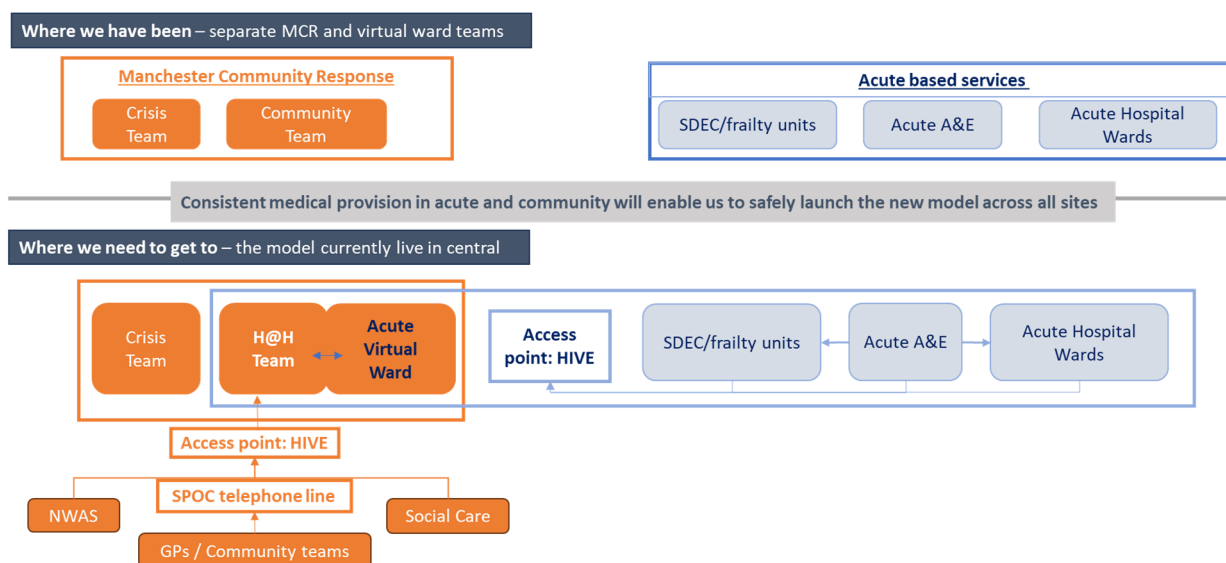 Where we have been – separate MCR and virtual ward teams
Manchester Community Response
Crisis
Team
Community
Team
Acute based services
SDEC/frailty units
Acute A&E
Acute Hospital
Wards
Consistent medical provision in acute and community will enable us to safely launch the new model across all sites
Where we need to get to – the model currently live in central
Crisis
Team
H@H
Team
Acute
Virtual
Ward
Access
point: HIVE
SDEC/frailty units
Acute A&E
Acute Hospital
Wards
Access point: HIVE
SPOC telephone line
NWAS
Social Care
GPs / Community teams